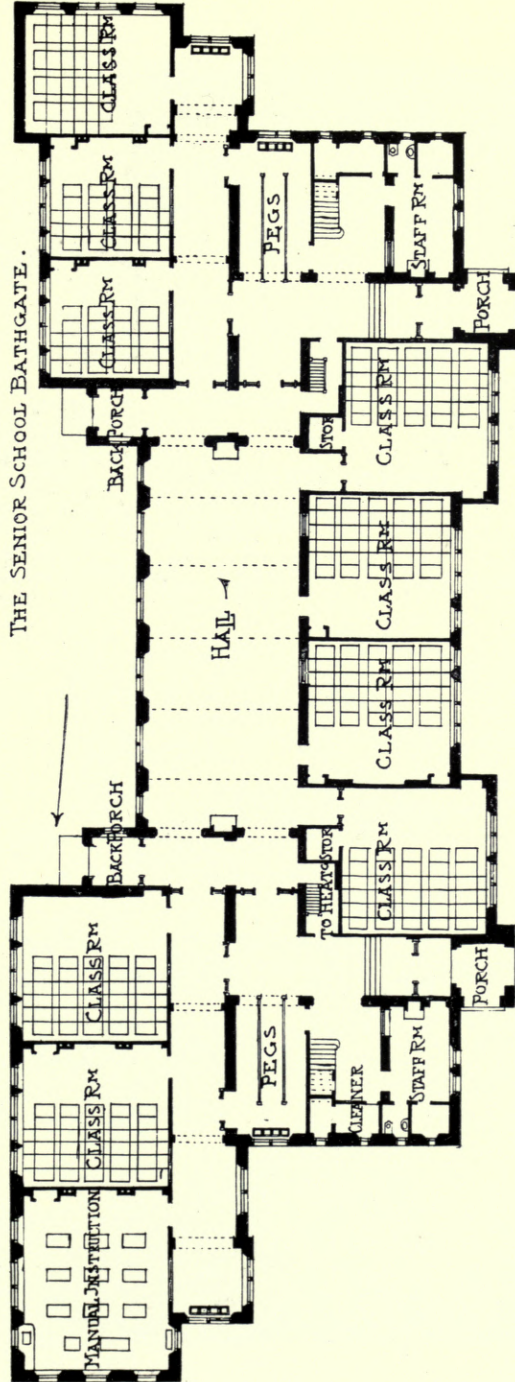 THE SENIOR SCHOOL BATHGATE.
MANUAL INSTRUCTION
CLASS RM
CLASS RM
BACK PORCH
BACK PORCH
CLASS RM
CLASS RM
CLASS RM
HALL
PEGS
PEGS
CLEANER
STAFF RM
PORCH
TO HEATG
STOR
CLASS RM
CLASS RM
CLASS RM
STOR
CLASS RM
STAFF RM
PORCH